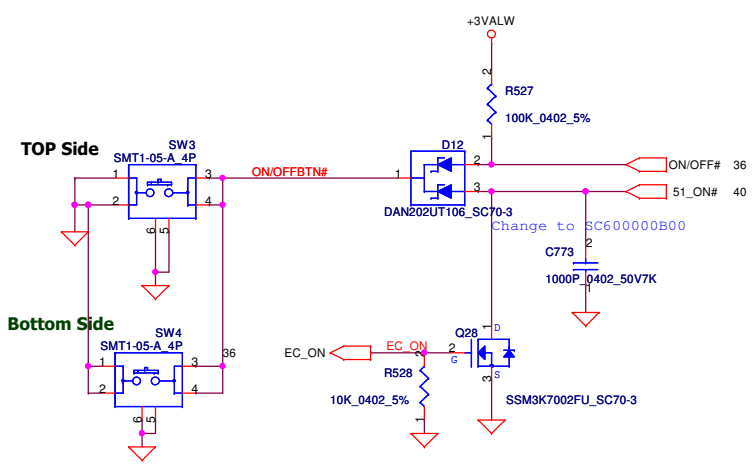 +3VALW
2
R527
100K_0402_5%
1
TOP Side
SW3
SMT1-05-A_4P
1
2
3
4
6
5
ON/OFFBTN#
D12
1
2
3
DAN202UT106_SC70-3
ON/OFF# 36
51_ON# 40
Change to SC600000B00
C773
2
1000P_0402_50V7K
1
Bottom Side
SW4
SMT1-05-A_4P
36
1
2
3
4
6
5
EC_ON
EC_ON
2
R528
10K_0402_5%
1
Q28
1
D
2
G
3
S
SSM3K7002FU_SC70-3